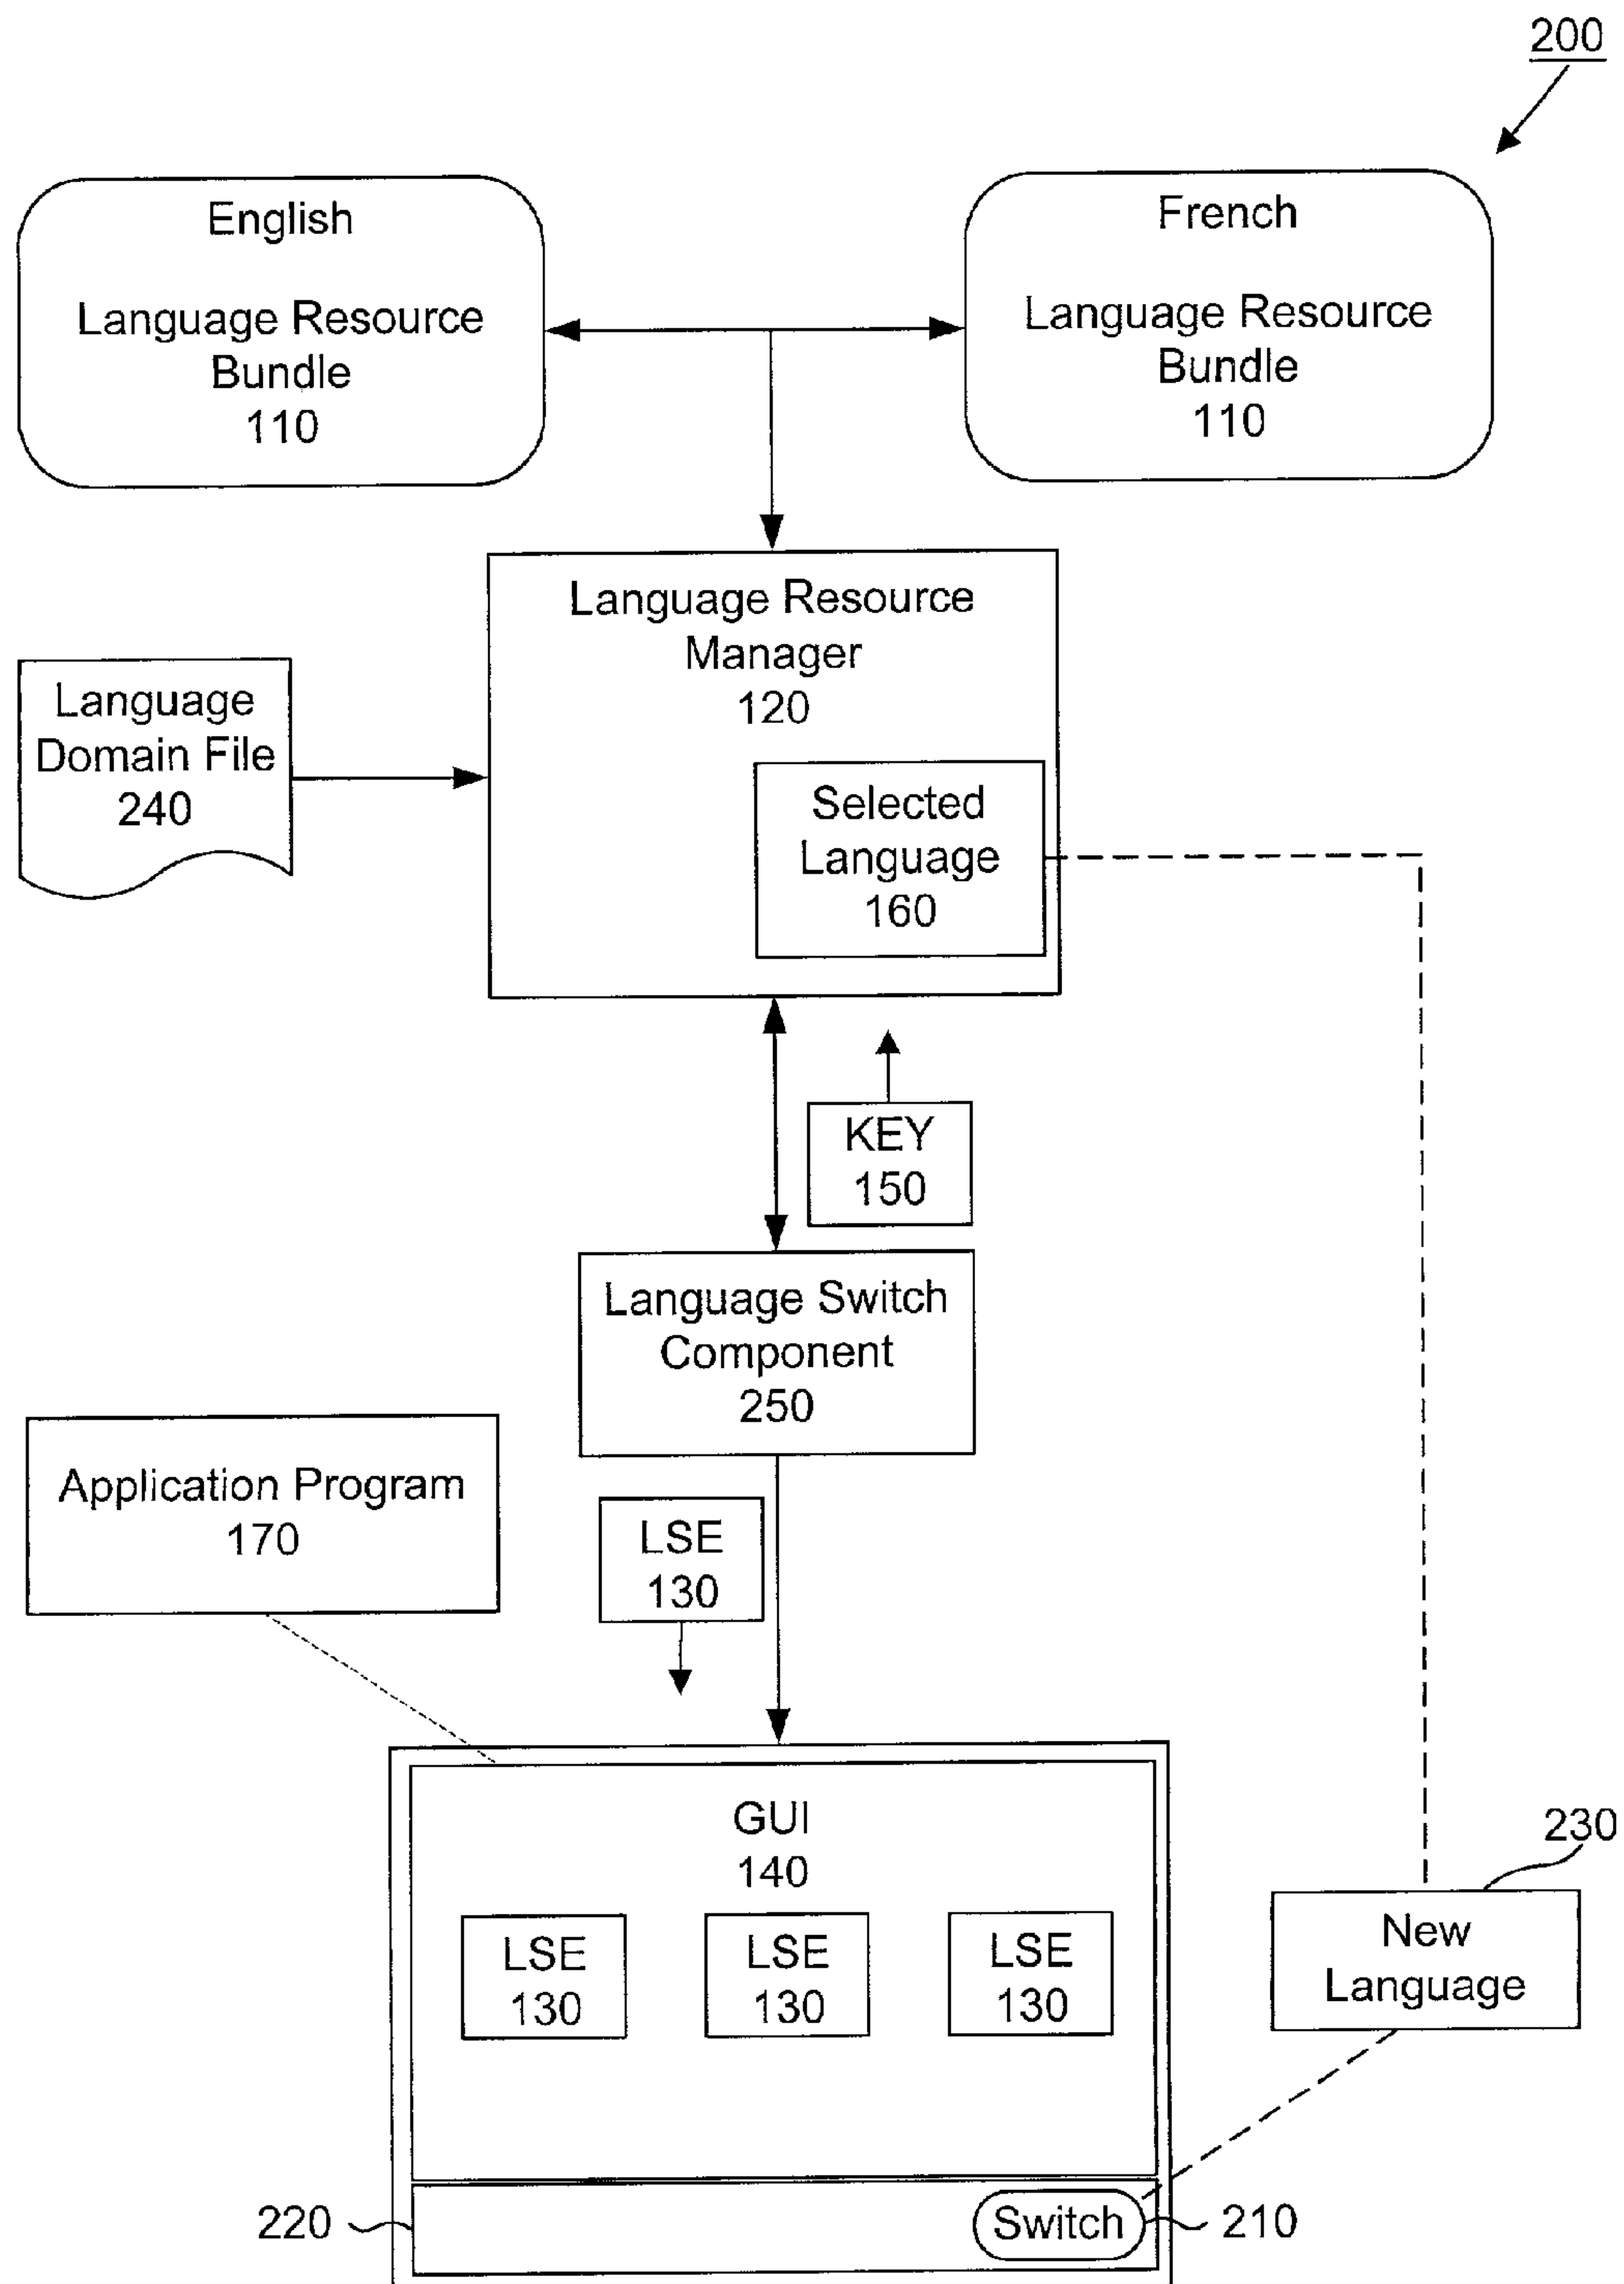 200
English
Language Resource
Bundle
110
French
Language Resource
Bundle
110
Language Resource
Manager
120
Language
Domain File
240
Selected
Language
160
KEY
150
Language Switch
Component
250
Application Program
170
LSE
130
GUI
140
LSE
130
LSE
130
LSE
130
230
New
Language
220
Switch
210